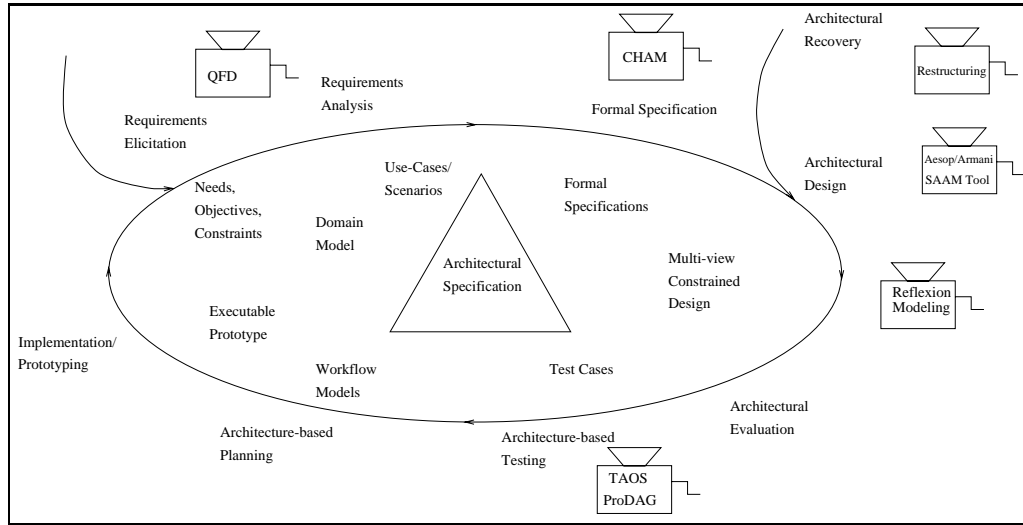 Architectural
Recovery
QFD
CHAM
Restructuring
Requirements
Analysis
Formal Specification
Requirements
Elicitation
Use-Cases/
Scenarios
Formal
Specifications
Architectural
Design
Aesop/Armani
SAAM Tool
Needs,
Objectives,
Constraints
Domain
Model
Architectural
Specification
Multi-view
Constrained
Design
Reflexion
Modeling
Executable
Prototype
Implementation/
Prototyping
Workflow
Models
Test Cases
Architectural
Evaluation
Architecture-based
Planning
Architecture-based
Testing
TAOS
ProDAG